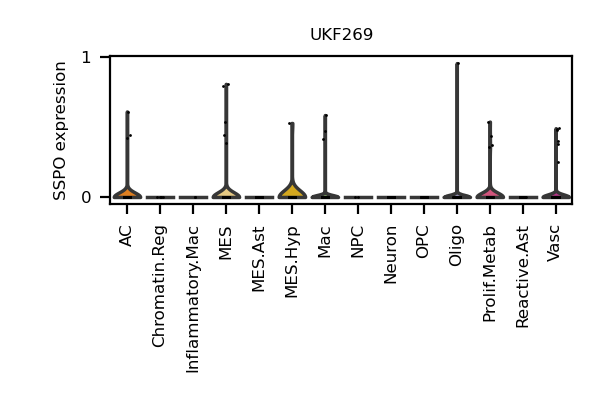 UKF269
SSPO expression
1
0
AC
Chromatin.Reg
Inflammatory.Mac
MES
MES.Ast
MES.Hyp
Mac
NPC
Neuron
OPC
Oligo
Prolif.Metab
Reactive.Ast
Vasc